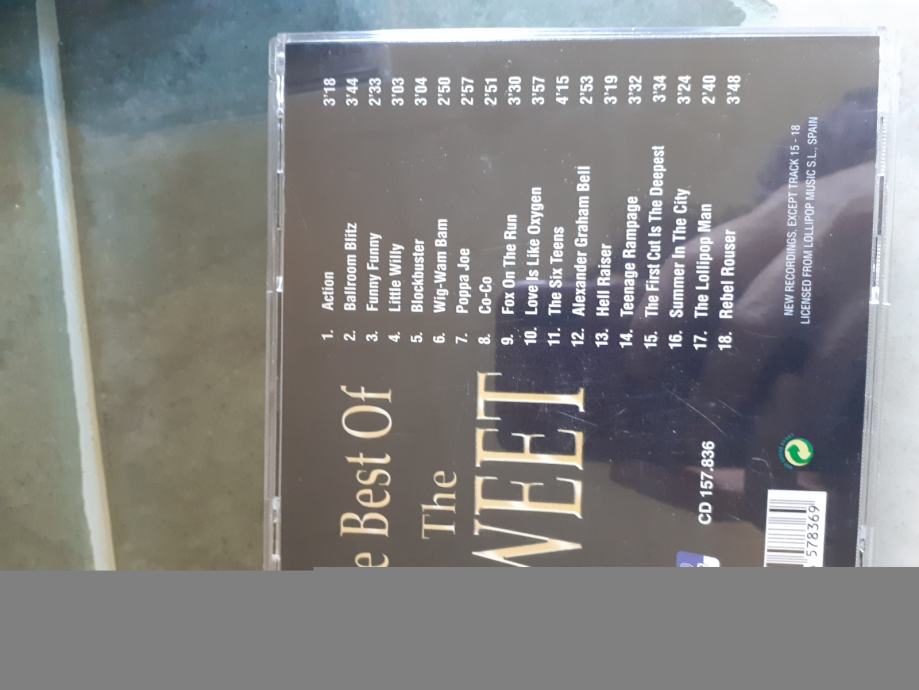 e Best Of
The
WEET
1. Action 3'18
2. Ballroom Blitz 3'44
3. Funny Funny 2'33
4. Little Willy 3'03
5. Blockbuster 3'04
6. Wig-Wam Bam 2'50
7. Poppa Joe 2'57
8. Co-Co 2'51
9. Fox On The Run 3'30
10. Love Is Like Oxygen 3'57
11. The Six Teens 4'15
12. Alexander Graham Bell 2'53
13. Hell Raiser 3'19
14. Teenage Rampage 3'32
15. The First Cut Is The Deepest 3'34
16. Summer In The City 3'24
17. The Lollipop Man 2'40
18. Rebel Rouser 3'48
CD 157.836
NEW RECORDINGS, EXCEPT TRACK 15 - 18
LICENSED FROM LOLLIPOP MUSIC S.L., SPAIN
578369